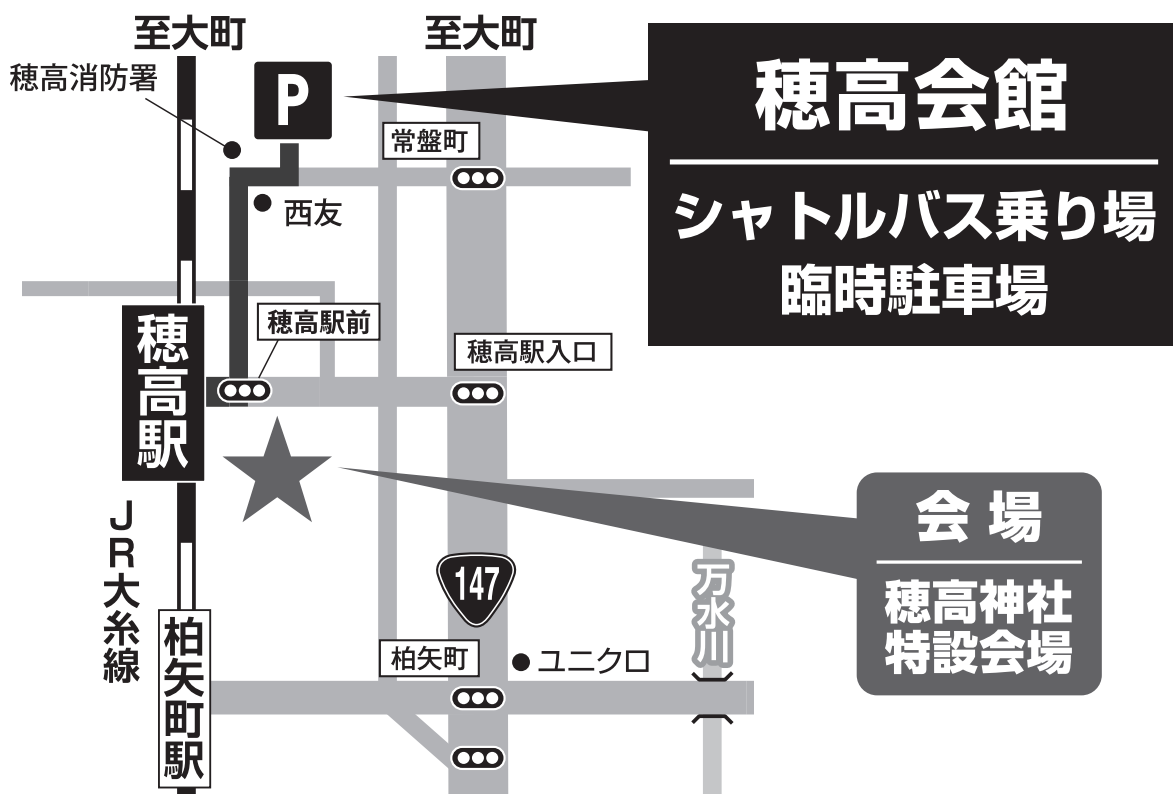 至大町
至大町
穂高消防署
P
常盤町
西友
穂高会館
シャトルバス乗り場
臨時駐車場
穂高駅前
穂高駅入口
穂高駅
JR大糸線
147
万水川
会場
穂高神社
特設会場
柏矢町
ユニクロ
柏矢町駅